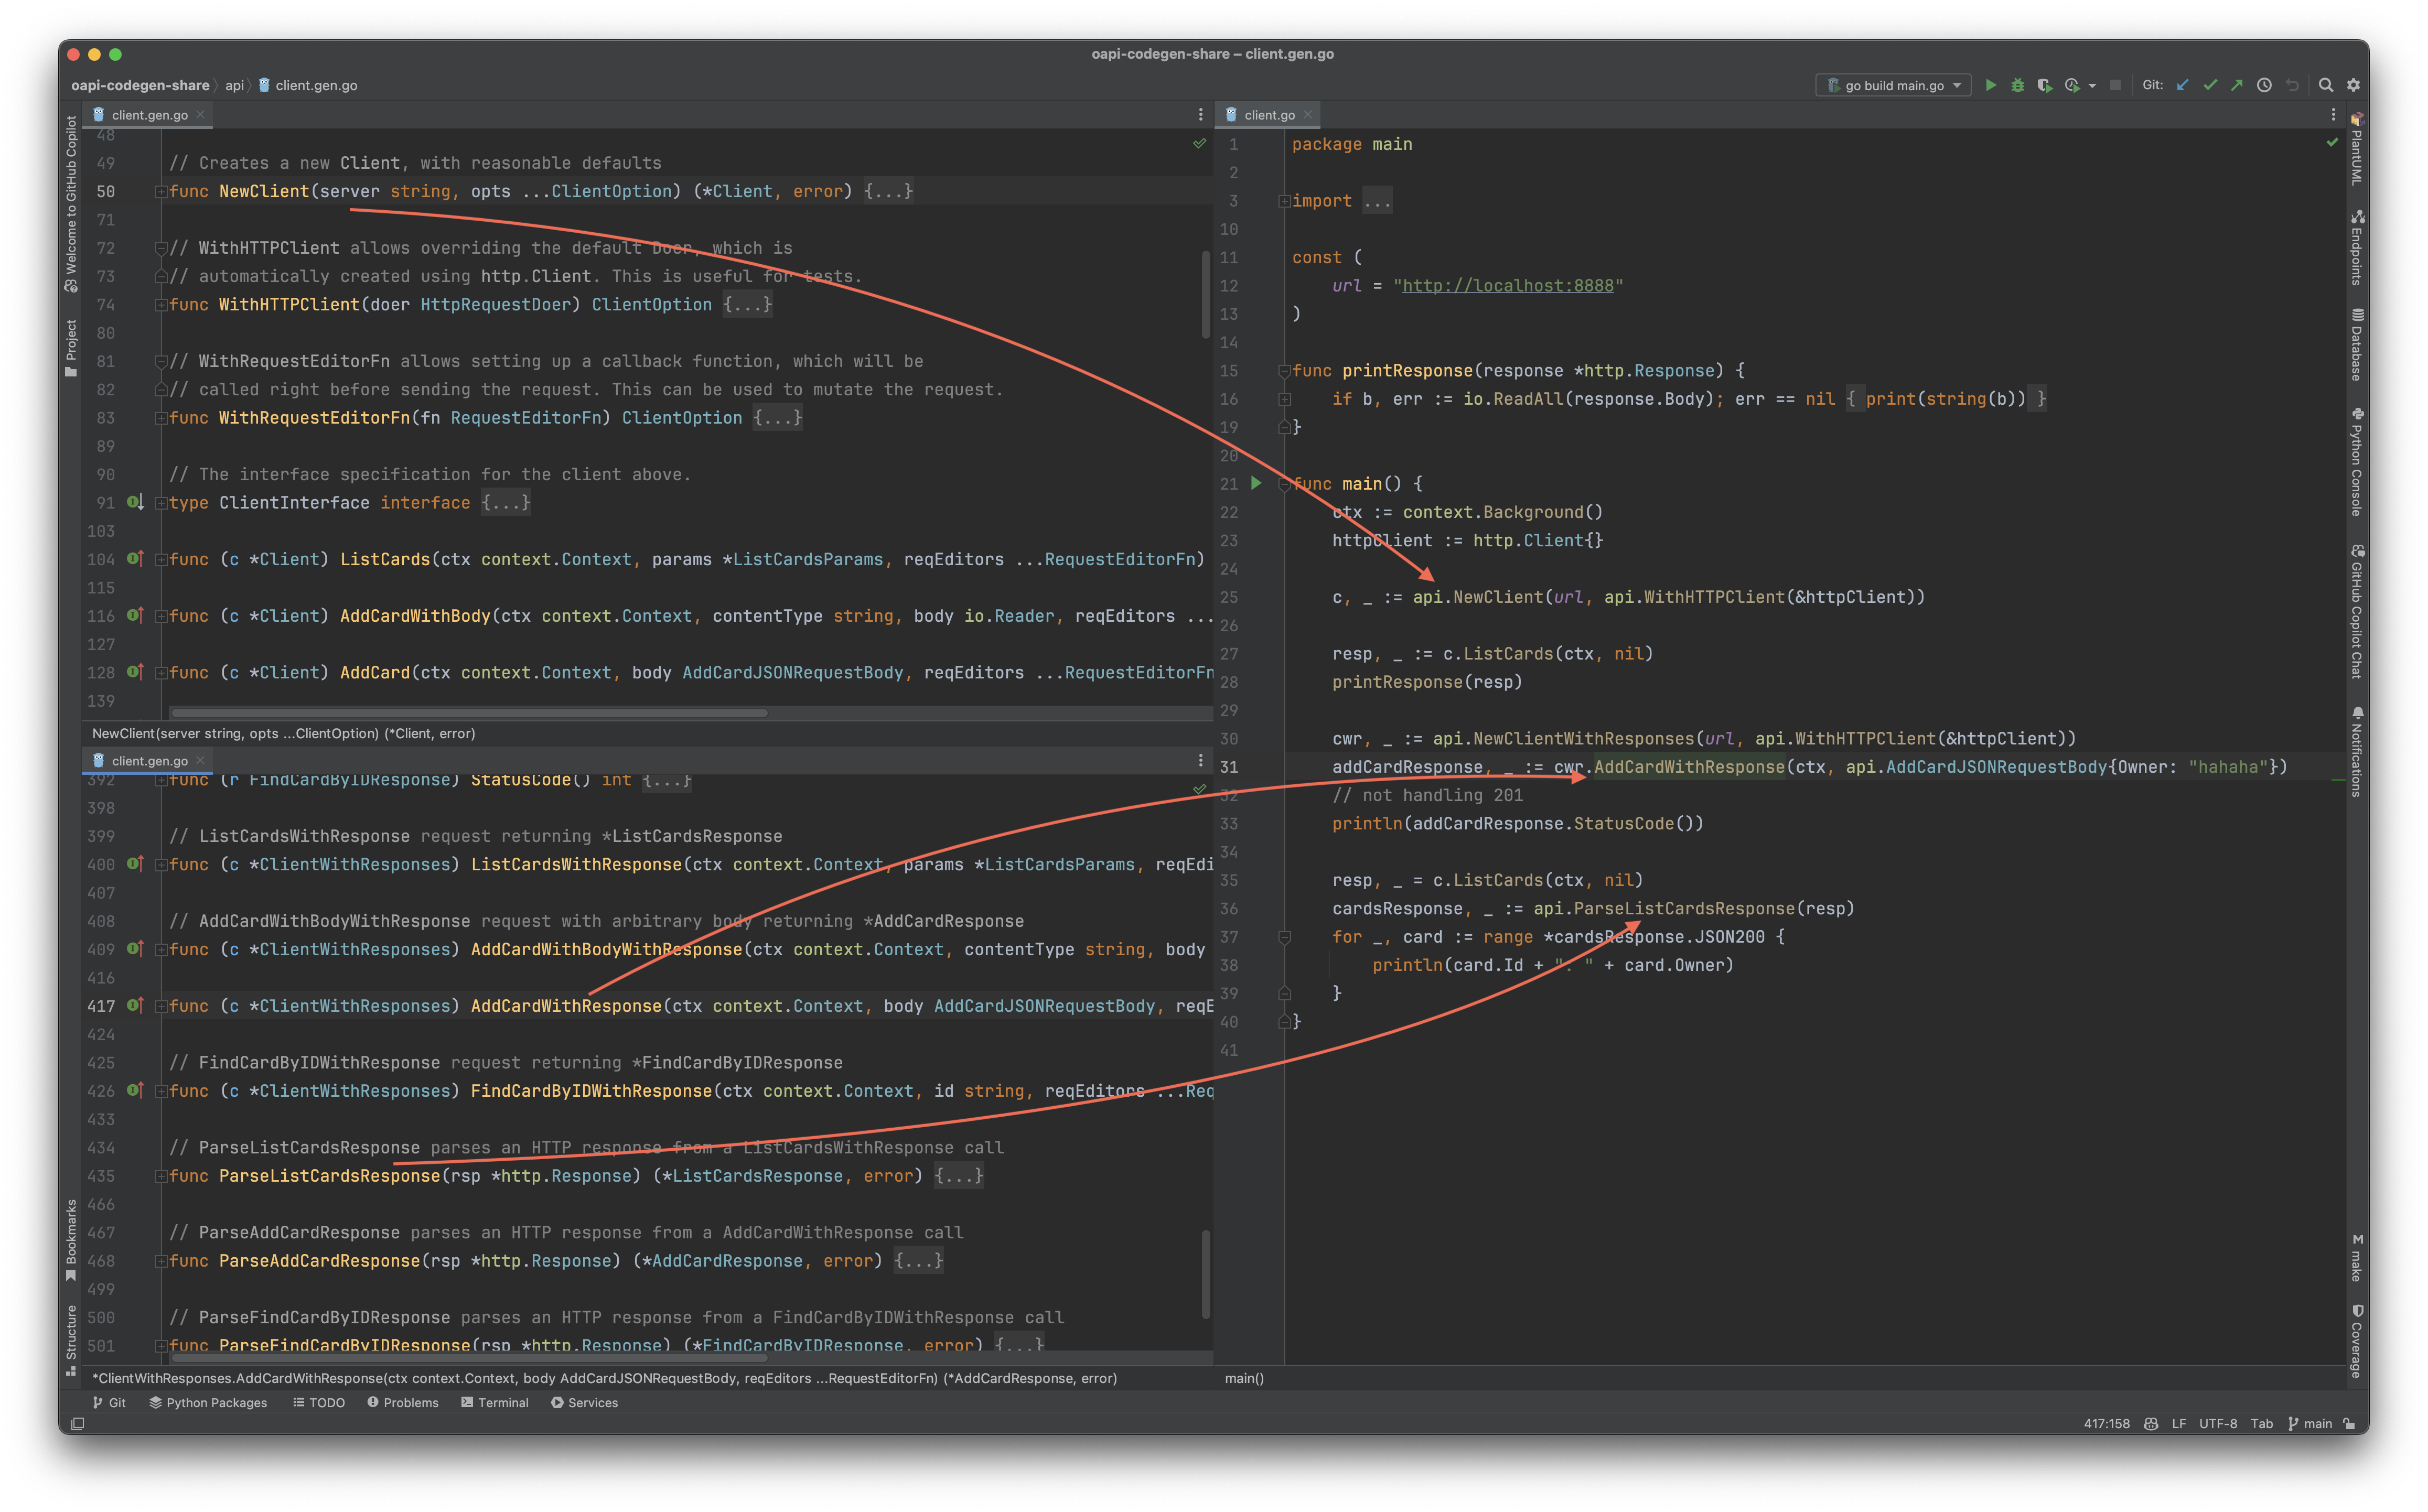 oapi-codegen-share – client.gen.go
oapi-codegen-share api client.gen.go
go build main.go Git:
Welcome to GitHub Copilot
Project
Bookmarks
Structure
client.gen.go
48
49 // Creates a new Client, with reasonable defaults
50 func NewClient(server string, opts ...ClientOption) (*Client, error) {...}
71
72 // WithHTTPClient allows overriding the default Doer, which is
73 // automatically created using http.Client. This is useful for tests.
74 func WithHTTPClient(doer HttpRequestDoer) ClientOption {...}
80
81 // WithRequestEditorFn allows setting up a callback function, which will be
82 // called right before sending the request. This can be used to mutate the request.
83 func WithRequestEditorFn(fn RequestEditorFn) ClientOption {...}
89
90 // The interface specification for the client above.
91 type ClientInterface interface {...}
103
104 func (c *Client) ListCards(ctx context.Context, params *ListCardsParams, reqEditors ...RequestEditorFn)
115
116 func (c *Client) AddCardWithBody(ctx context.Context, contentType string, body io.Reader, reqEditors ...
127
128 func (c *Client) AddCard(ctx context.Context, body AddCardJSONRequestBody, reqEditors ...RequestEditorFn
139
NewClient(server string, opts ...ClientOption) (*Client, error)
client.gen.go
392 func (r FindCardByIDResponse) StatusCode() int {...}
398
399 // ListCardsWithResponse request returning *ListCardsResponse
400 func (c *ClientWithResponses) ListCardsWithResponse(ctx context.Context, params *ListCardsParams, reqEdi
407
408 // AddCardWithBodyWithResponse request with arbitrary body returning *AddCardResponse
409 func (c *ClientWithResponses) AddCardWithBodyWithResponse(ctx context.Context, contentType string, body
416
417 func (c *ClientWithResponses) AddCardWithResponse(ctx context.Context, body AddCardJSONRequestBody, reqE
424
425 // FindCardByIDWithResponse request returning *FindCardByIDResponse
426 func (c *ClientWithResponses) FindCardByIDWithResponse(ctx context.Context, id string, reqEditors ...Req
433
434 // ParseListCardsResponse parses an HTTP response from a ListCardsWithResponse call
435 func ParseListCardsResponse(rsp *http.Response) (*ListCardsResponse, error) {...}
466
467 // ParseAddCardResponse parses an HTTP response from a AddCardWithResponse call
468 func ParseAddCardResponse(rsp *http.Response) (*AddCardResponse, error) {...}
499
500 // ParseFindCardByIDResponse parses an HTTP response from a FindCardByIDWithResponse call
501 func ParseFindCardByIDResponse(rsp *http.Response) (*FindCardByIDResponse, error) {...}
*ClientWithResponses.AddCardWithResponse(ctx context.Context, body AddCardJSONRequestBody, reqEditors ...RequestEditorFn) (*AddCardResponse, error)
client.go
1 package main
2
3 import ...
10
11 const (
12 url = "http://localhost:8888"
13 )
14
15 func printResponse(response *http.Response) {
16 if b, err := io.ReadAll(response.Body); err == nil { print(string(b)) }
19 }
20
21 func main() {
22 ctx := context.Background()
23 httpClient := http.Client{}
24
25 c, _ := api.NewClient(url, api.WithHTTPClient(&httpClient))
26
27 resp, _ := c.ListCards(ctx, nil)
28 printResponse(resp)
29
30 cwr, _ := api.NewClientWithResponses(url, api.WithHTTPClient(&httpClient))
31 addCardResponse, _ := cwr.AddCardWithResponse(ctx, api.AddCardJSONRequestBody{Owner: "hahaha"})
32 // not handling 201
33 println(addCardResponse.StatusCode())
34
35 resp, _ = c.ListCards(ctx, nil)
36 cardsResponse, _ := api.ParseListCardsResponse(resp)
37 for _, card := range *cardsResponse.JSON200 {
38 println(card.Id + ": " + card.Owner)
39 }
40 }
41
main()
PlantUML
Endpoints
Database
Python Console
GitHub Copilot Chat
Notifications
M make
Coverage
Git Python Packages TODO Problems Terminal Services
417:158 LF UTF-8 Tab main